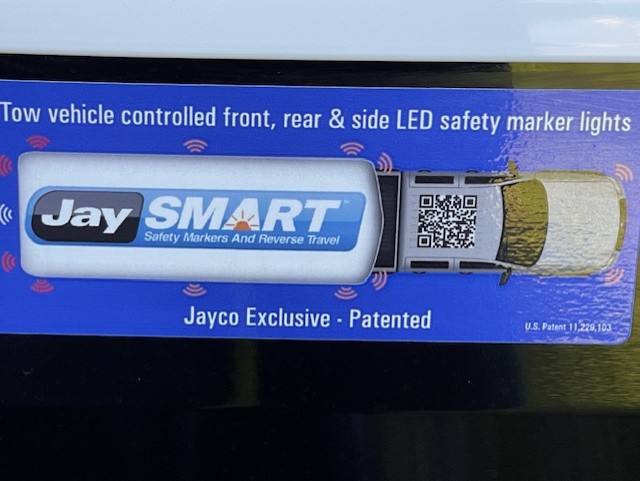 Tow vehicle controlled front, rear & side LED safety marker lights
Jay SMART™
Safety Markers And Reverse Travel
Jayco Exclusive - Patented
U.S. Patent 11,229,103